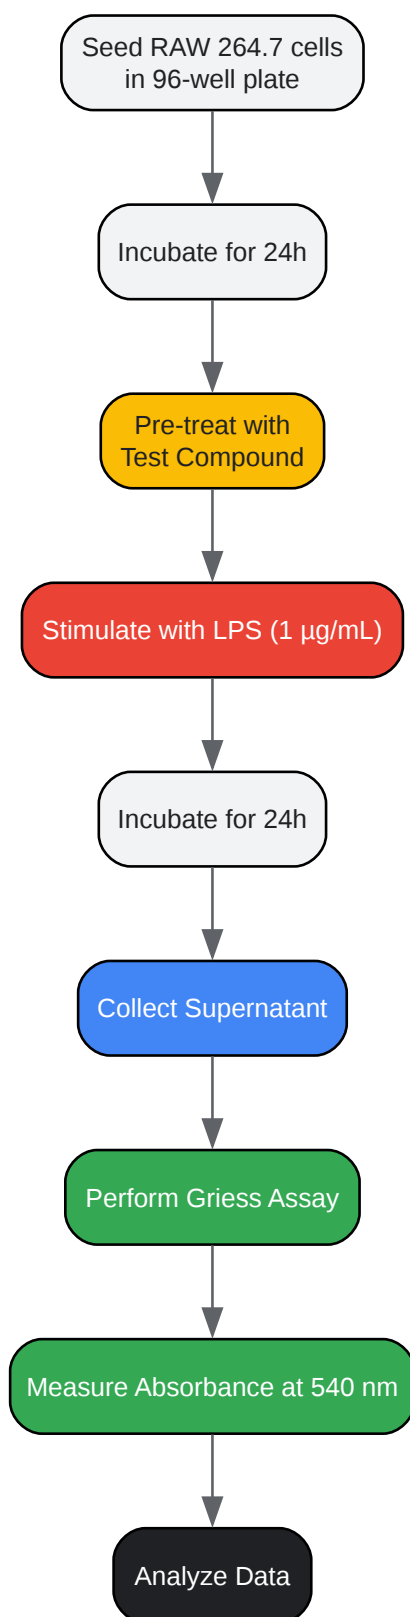 Seed RAW 264.7 cells
in 96-well plate
Incubate for 24h
Pre-treat with
Test Compound
Stimulate with LPS (1 µg/mL)
Incubate for 24h
Collect Supernatant
Perform Griess Assay
Measure Absorbance at 540 nm
Analyze Data